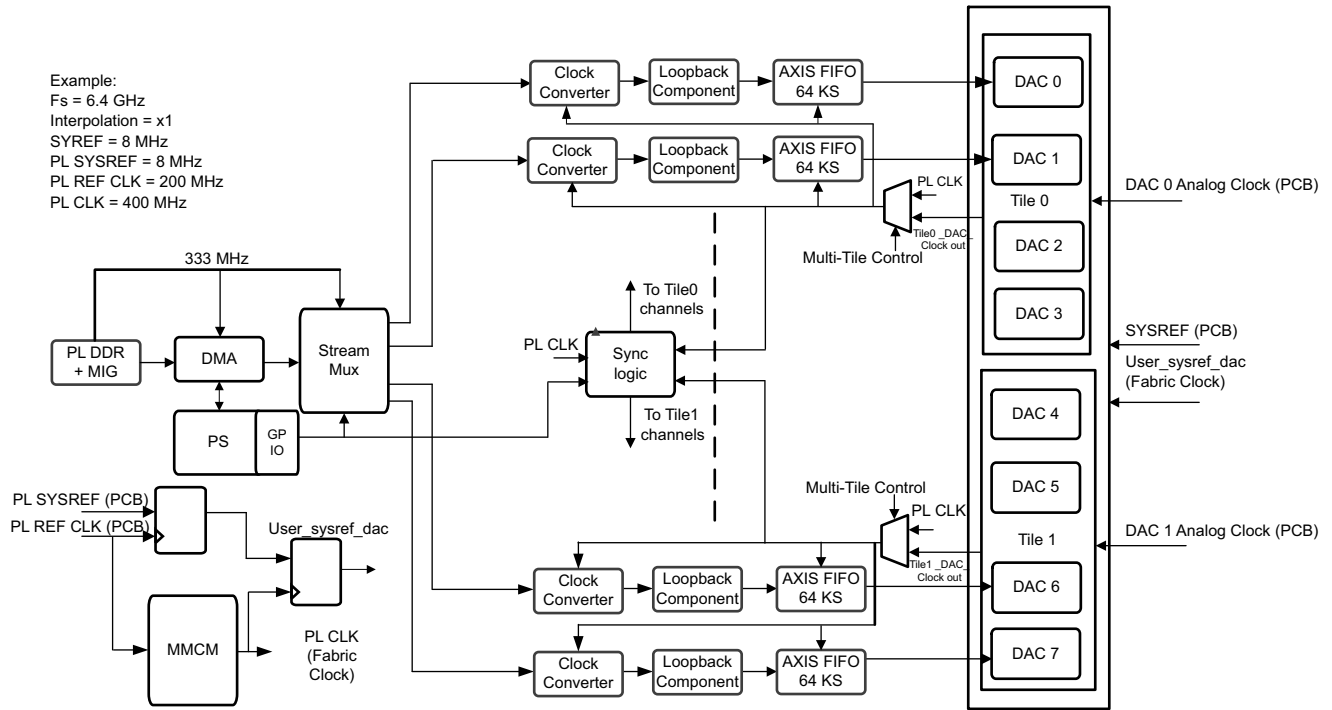 Example:
Fs = 6.4 GHz
Interpolation = x1
SYREF = 8 MHz
PL SYSREF = 8 MHz
PL REF CLK = 200 MHz
PL CLK = 400 MHz
333 MHz
PL DDR
+ MIG
DMA
Stream
Mux
PS
GP
IO
PL SYSREF (PCB)
PL REF CLK (PCB)
User_sysref_dac
MMCM
PL CLK
(Fabric
Clock)
Clock
Converter
Loopback
Component
AXIS FIFO
64 KS
Clock
Converter
Loopback
Component
AXIS FIFO
64 KS
PL CLK
Tile0 _DAC_
Clock out
Multi-Tile Control
To Tile0
channels
PL CLK
Sync
logic
To Tile1
channels
Multi-Tile Control
PL CLK
Tile1 _DAC_
Clock out
Clock
Converter
Loopback
Component
AXIS FIFO
64 KS
Clock
Converter
Loopback
Component
AXIS FIFO
64 KS
DAC 0
DAC 1
Tile 0
DAC 2
DAC 3
DAC 4
DAC 5
Tile 1
DAC 6
DAC 7
DAC 0 Analog Clock (PCB)
SYSREF (PCB)
User_sysref_dac
(Fabric Clock)
DAC 1 Analog Clock (PCB)